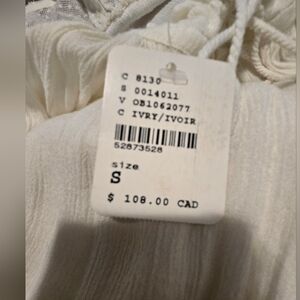 C 8130
S 0014011
V OB1062077
C IVRY/IVOIR
52873528
size
S
$ 108.00 CAD